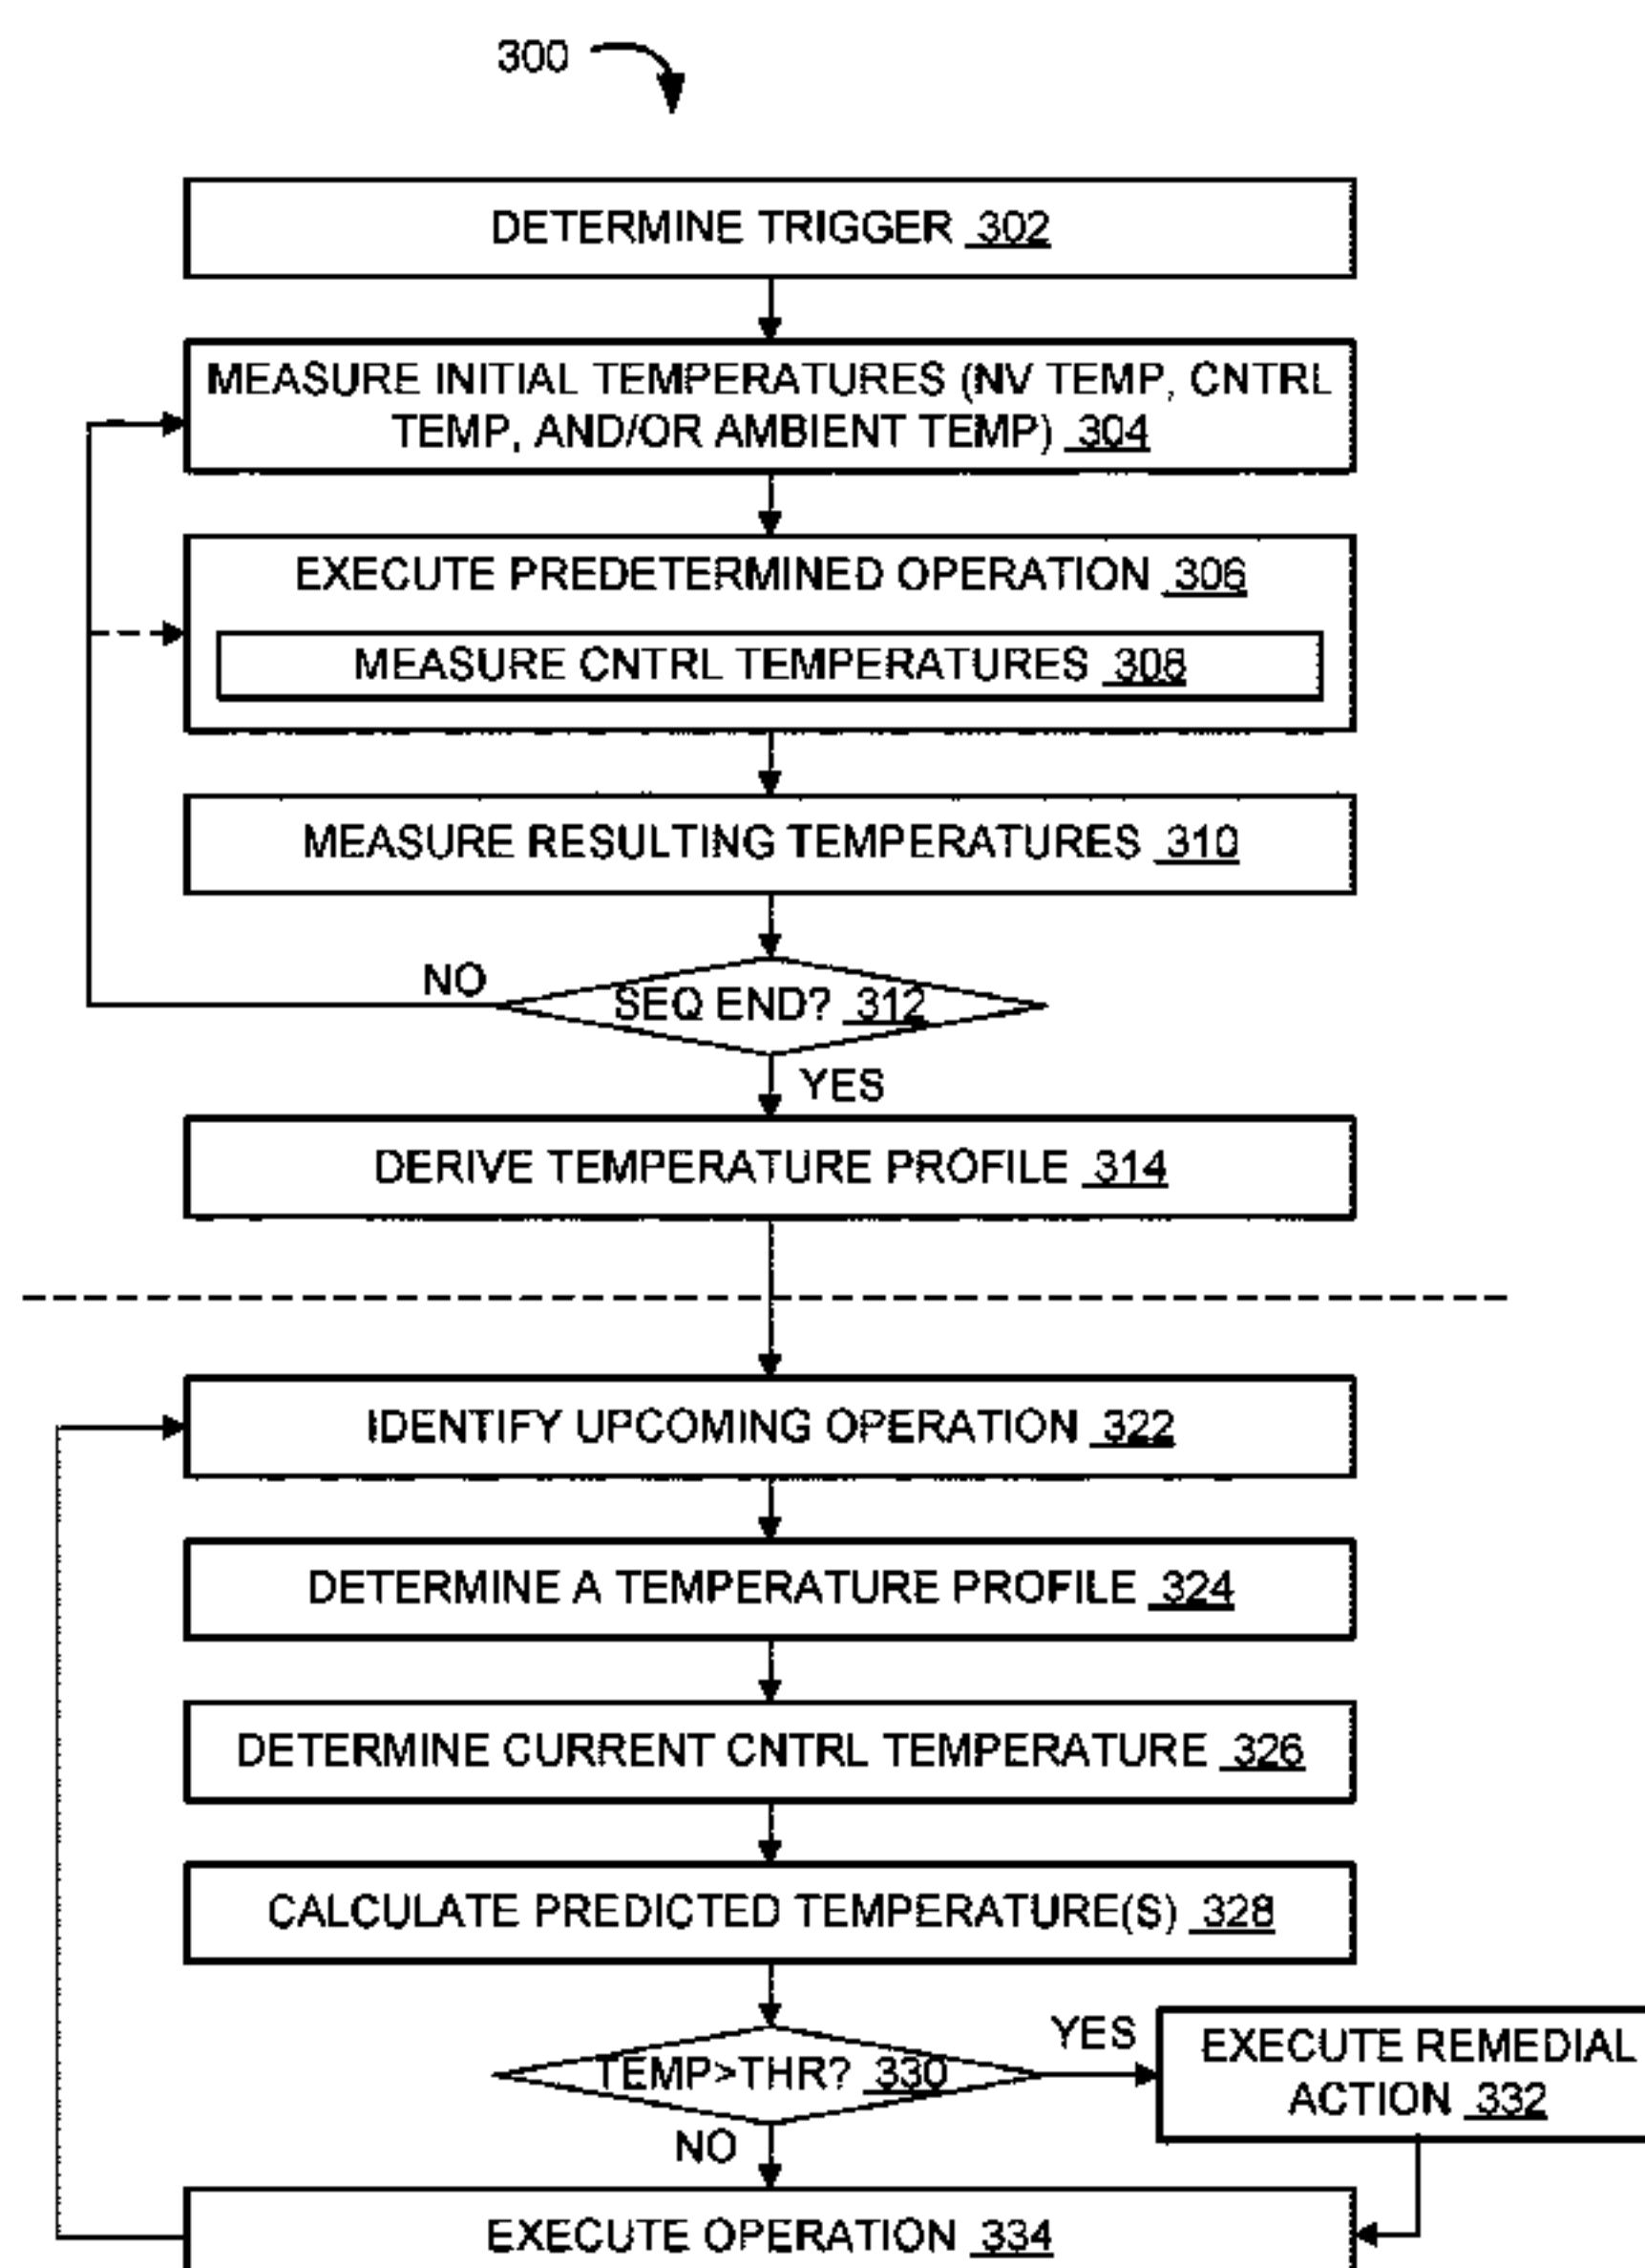 300
DETERMINE TRIGGER 302
MEASURE INITIAL TEMPERATURES (NV TEMP, CNTRL
TEMP, AND/OR AMBIENT TEMP) 304
EXECUTE PREDETERMINED OPERATION 306
MEASURE CNTRL TEMPERATURES 308
MEASURE RESULTING TEMPERATURES 310
NO
SEQ END? 312
YES
DERIVE TEMPERATURE PROFILE 314
IDENTIFY UPCOMING OPERATION 322
DETERMINE A TEMPERATURE PROFILE 324
DETERMINE CURRENT CNTRL TEMPERATURE 326
CALCULATE PREDICTED TEMPERATURE(S) 328
TEMP>THR? 330
YES
EXECUTE REMEDIAL
ACTION 332
NO
EXECUTE OPERATION 334